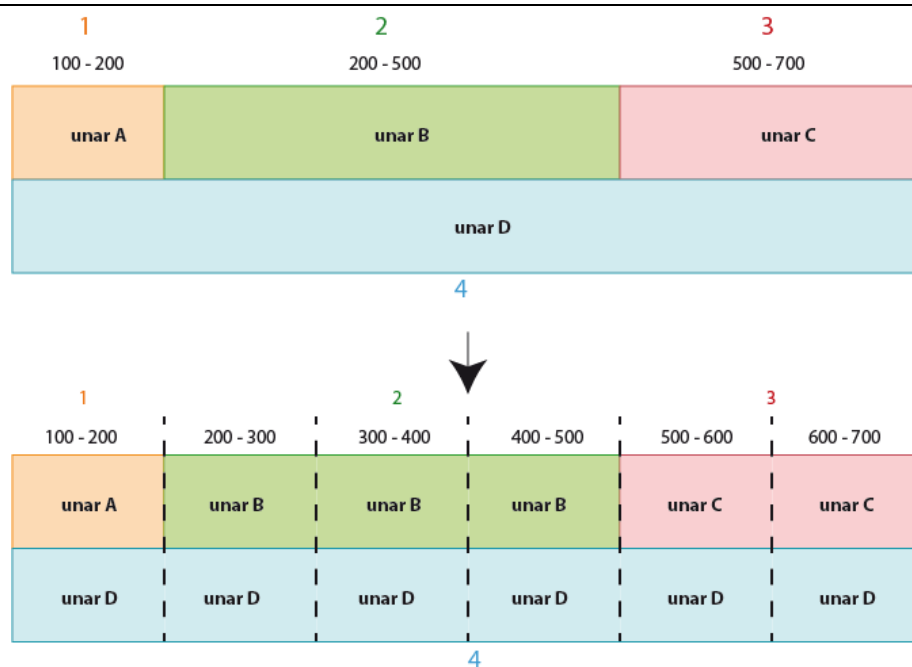 1 2 3
100 - 200 200 - 500 500 - 700
unar A unar B unar C
unar D
4
1 2 3
100 - 200 200 - 300 300 - 400 400 - 500 500 - 600 600 - 700
unar A unar B unar B unar B unar C unar C
unar D unar D unar D unar D unar D unar D
4